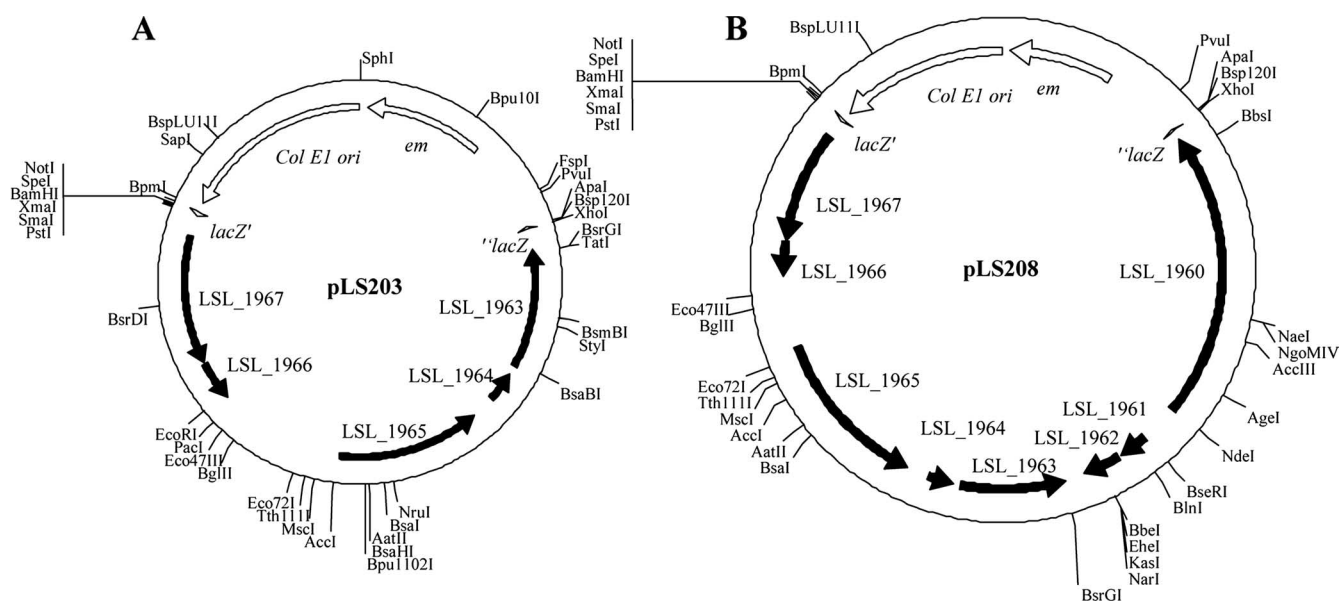 A
SphI
Bpu10I
BspLU11I
SapI
Col E1 ori
em
NotI
SpeI
BamHI
XmaI
SmaI
PstI
BpmI
FspI
PvuI
ApaI
Bsp120I
XhoI
BsrGI
TatI
lacZ'
'‘lacZ
pLS203
LSL_1967
LSL_1963
BsrDI
BsmBI
StyI
LSL_1966
LSL_1964
BsaBI
LSL_1965
EcoRI
PacI
Eco47III
BglII
Eco72I
Tth111I
MscI
AccI
NruI
BsaI
AatII
BsaHI
Bpu1102I
B
BspLU11I
NotI
SpeI
BamHI
XmaI
SmaI
PstI
BpmI
Col E1 ori
em
PvuI
ApaI
Bsp120I
XhoI
BbsI
lacZ'
'‘lacZ
LSL_1967
LSL_1966
pLS208
LSL_1960
Eco47III
BglII
NaeI
NgoMIV
AccIII
Eco72I
Tth111I
MscI
AccI
AatII
BsaI
LSL_1965
LSL_1964
LSL_1963
LSL_1961
LSL_1962
AgeI
NdeI
BseRI
BlnI
BbeI
EheI
KasI
NarI
BsrGI